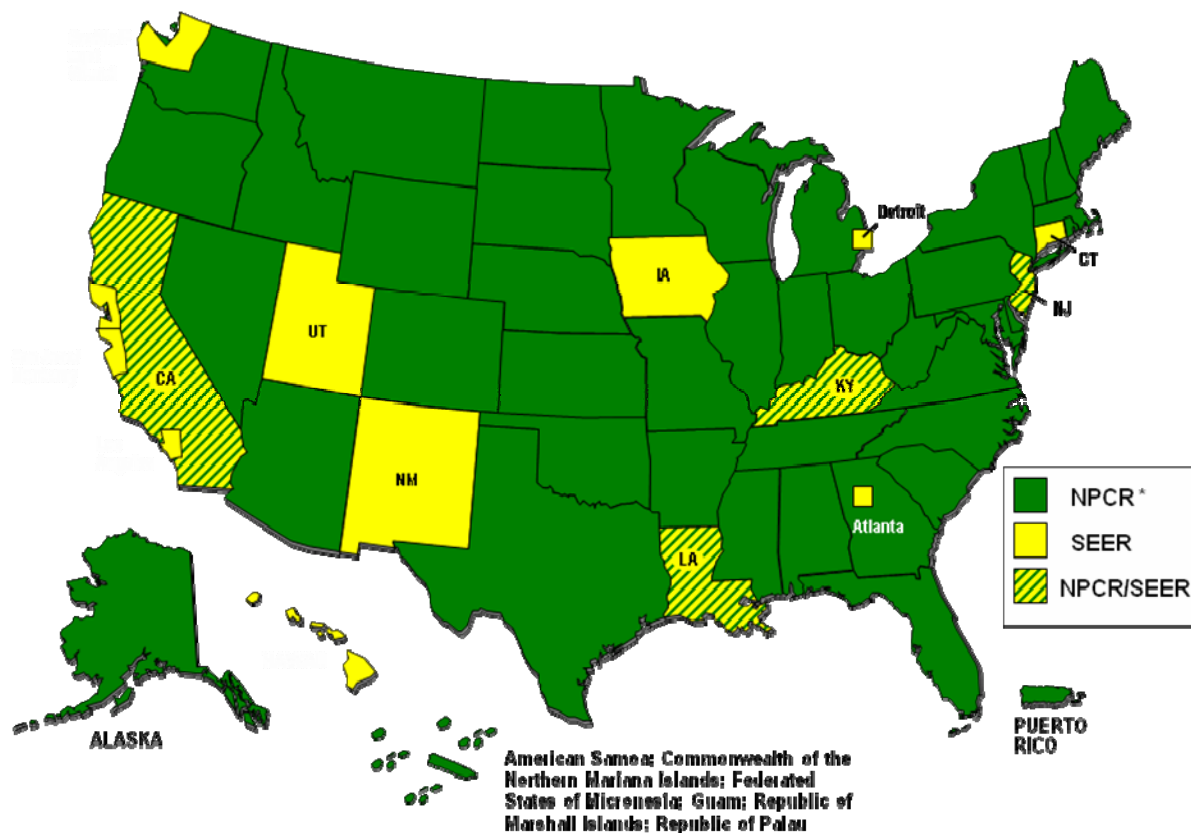 Detroit
IA
CT
UT
NJ
CA
KY
NM
NPCR*
SEER
Atlanta
LA
NPCR/SEER
ALASKA
PUERTO
RICO
American Samoa; Commonwealth of the
Northern Mariana Islands; Federated
States of Micronesia; Guam; Republic of
Marshall Islands; Republic of Palau